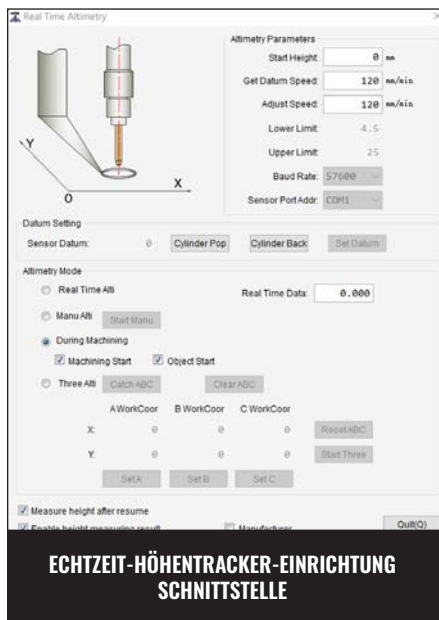 Real Time Altimetry
Altimetry Parameters
Start Height: 0 mm
Get Datum Speed: 120 mm/min
Adjust Speed: 120 mm/min
Lower Limit: 4.5
Upper Limit: 25
Baud Rate: 57600
Sensor Port Addr: COM1
Y
X
0
Datum Setting
Sensor Datum: 0 Cylinder Pop Cylinder Back Set Datum
Altimetry Mode
Real Time Alti Real Time Data: 0.000
Manu Alti Start Manu
During Machining
Machining Start Object Start
Three Alti Catch ABC Clear ABC
A WorkCoor B WorkCoor C WorkCoor
X: 0 0 0 Reset ABC
Y: 0 0 0 Start Three
Set A Set B Set C
Measure height after resume
Enable height measuring result Manufacturer Quit(Q)
ECHTZEIT-HÖHENTRACKER-EINRICHTUNG
SCHNITTSTELLE